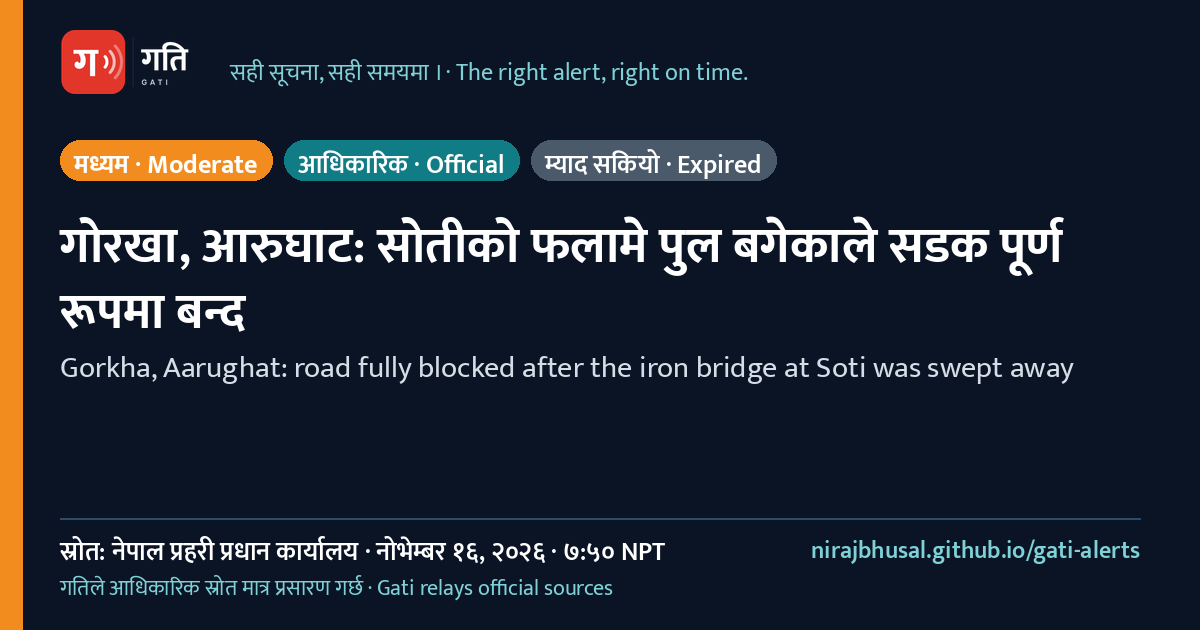 ग गति
GATI
सही सूचना, सही समयमा । · The right alert, right on time.
मध्यम · Moderate
आधिकारिक · Official
म्याद सकियो · Expired
गोरखा, आरुघाट: सोतीको फलामे पुल बगेकाले सडक पूर्ण
रूपमा बन्द
Gorkha, Aarughat: road fully blocked after the iron bridge at Soti was swept away
स्रोत: नेपाल प्रहरी प्रधान कार्यालय · नोभेम्बर १६, २०२६ · ७:५० NPT
nirajbhusal.github.io/gati-alerts
गतिले आधिकारिक स्रोत मात्र प्रसारण गर्छ · Gati relays official sources